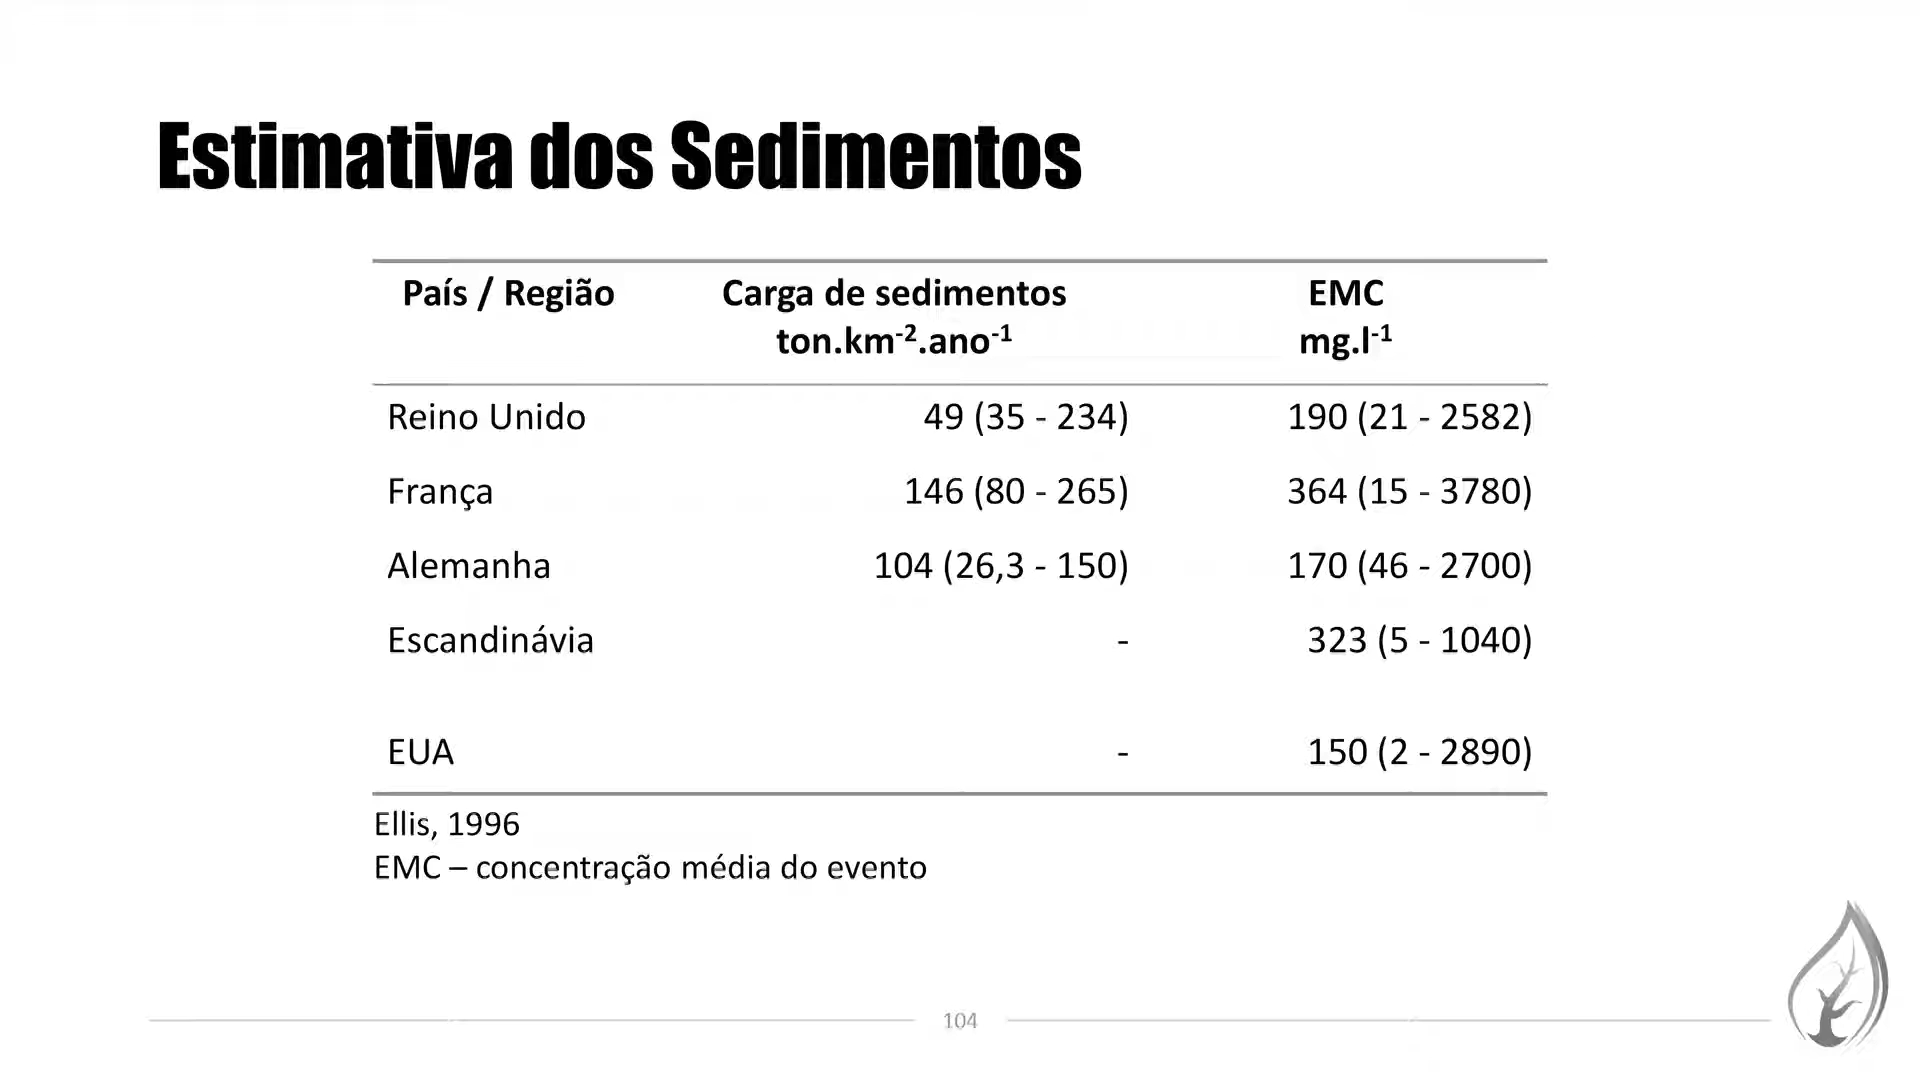 Estimativa dos Sedimentos
País / Região Carga de sedimentos EMC
ton.km-2.ano-1 mg.l-1
Reino Unido 49 (35 - 234) 190 (21 - 2582)
França 146 (80 - 265) 364 (15 - 3780)
Alemanha 104 (26,3 - 150) 170 (46 - 2700)
Escandinávia - 323 (5 - 1040)
EUA - 150 (2 - 2890)
Ellis, 1996
EMC – concentração média do evento
104